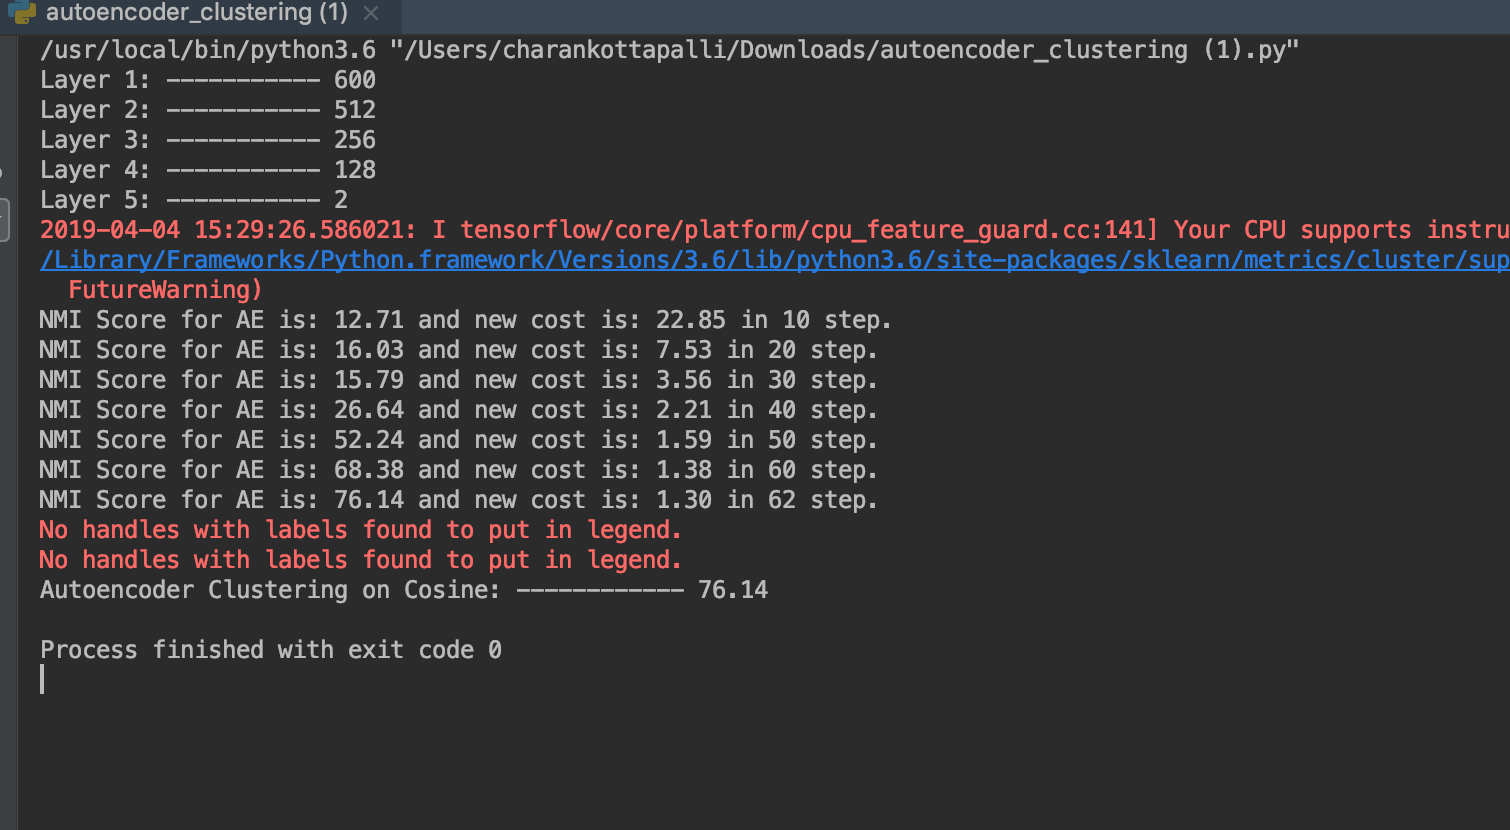 autoencoder_clustering (1)
/usr/local/bin/python3.6 "/Users/charankottapalli/Downloads/autoencoder_clustering (1).py"
Layer 1: ----------- 600
Layer 2: ----------- 512
Layer 3: ----------- 256
Layer 4: ----------- 128
Layer 5: ----------- 2
2019-04-04 15:29:26.586021: I tensorflow/core/platform/cpu_feature_guard.cc:141] Your CPU supports instru
/Library/Frameworks/Python.framework/Versions/3.6/lib/python3.6/site-packages/sklearn/metrics/cluster/sup
FutureWarning)
NMI Score for AE is: 12.71 and new cost is: 22.85 in 10 step.
NMI Score for AE is: 16.03 and new cost is: 7.53 in 20 step.
NMI Score for AE is: 15.79 and new cost is: 3.56 in 30 step.
NMI Score for AE is: 26.64 and new cost is: 2.21 in 40 step.
NMI Score for AE is: 52.24 and new cost is: 1.59 in 50 step.
NMI Score for AE is: 68.38 and new cost is: 1.38 in 60 step.
NMI Score for AE is: 76.14 and new cost is: 1.30 in 62 step.
No handles with labels found to put in legend.
No handles with labels found to put in legend.
Autoencoder Clustering on Cosine: ------------ 76.14
Process finished with exit code 0